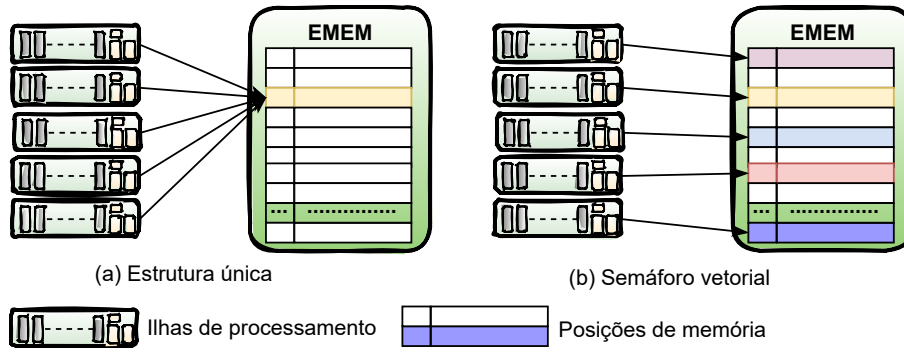 EMEM
EMEM
(a) Estrutura única
(b) Semáforo vetorial
Ilhas de processamento
Posições de memória